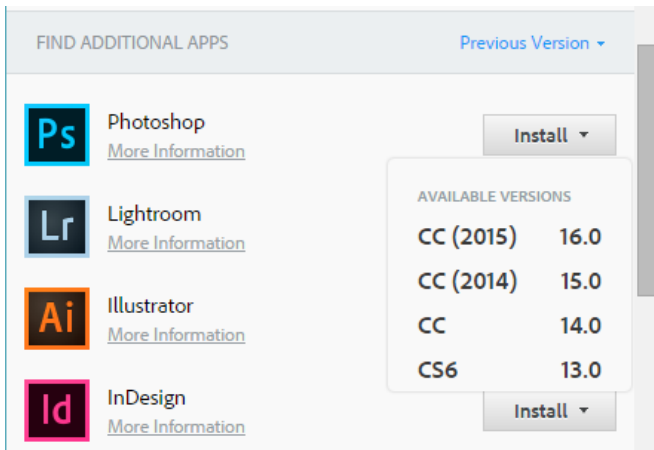 FIND ADDITIONAL APPS Previous Version
Ps Photoshop Install
More Information
AVAILABLE VERSIONS
Lr Lightroom
More Information
CC (2015) 16.0
CC (2014) 15.0
Ai Illustrator
More Information
CC 14.0
CS6 13.0
Id InDesign Install
More Information